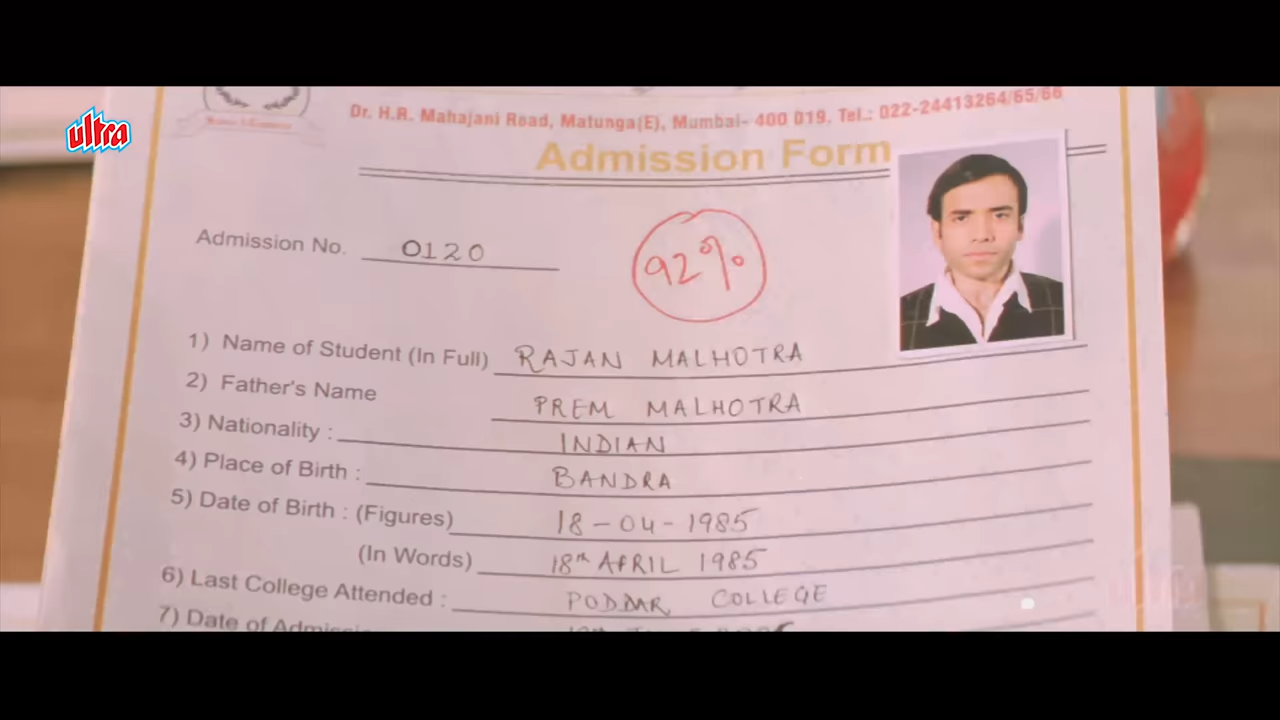 ultra
Dr. H.R. Mahajani Road, Matunga(E), Mumbai- 400 019. Tel.: 022-24413264/65/66
Admission Form
Admission No. 0120
92%
1) Name of Student (In Full) RAJAN MALHOTRA
2) Father's Name PREM MALHOTRA
3) Nationality : INDIAN
4) Place of Birth : BANDRA
5) Date of Birth : (Figures) 18-04-1985
(In Words) 18th APRIL 1985
6) Last College Attended : PODDAR COLLEGE
7) Date of